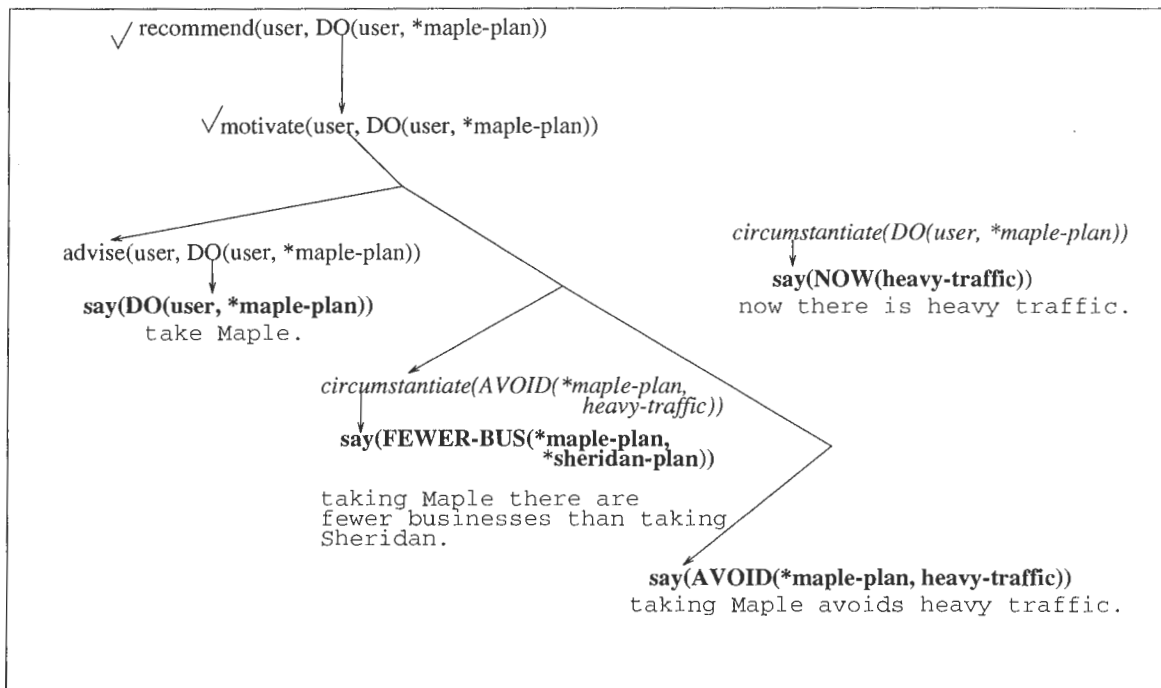 √ recommend(user, DO(user, *maple-plan))
√ motivate(user, DO(user, *maple-plan))
advise(user, DO(user, *maple-plan))
say(DO(user, *maple-plan))
take Maple.
circumstantiate(DO(user, *maple-plan))
say(NOW(heavy-traffic))
now there is heavy traffic.
circumstantiate(AVOID(*maple-plan,
heavy-traffic))
say(FEWER-BUS(*maple-plan,
*sheridan-plan))
taking Maple there are
fewer businesses than taking
Sheridan.
say(AVOID(*maple-plan, heavy-traffic))
taking Maple avoids heavy traffic.